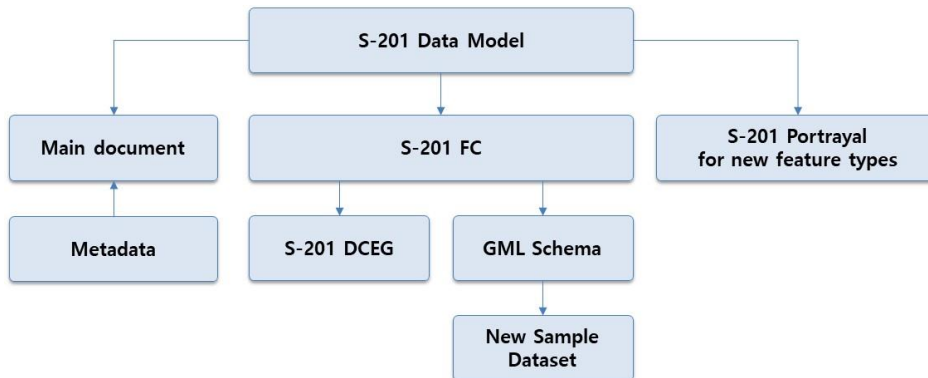 S-201 Data Model
Main document
S-201 FC
S-201 Portrayal
for new feature types
Metadada
S-201 DCEG
GML Schema
New Sample
Dataset